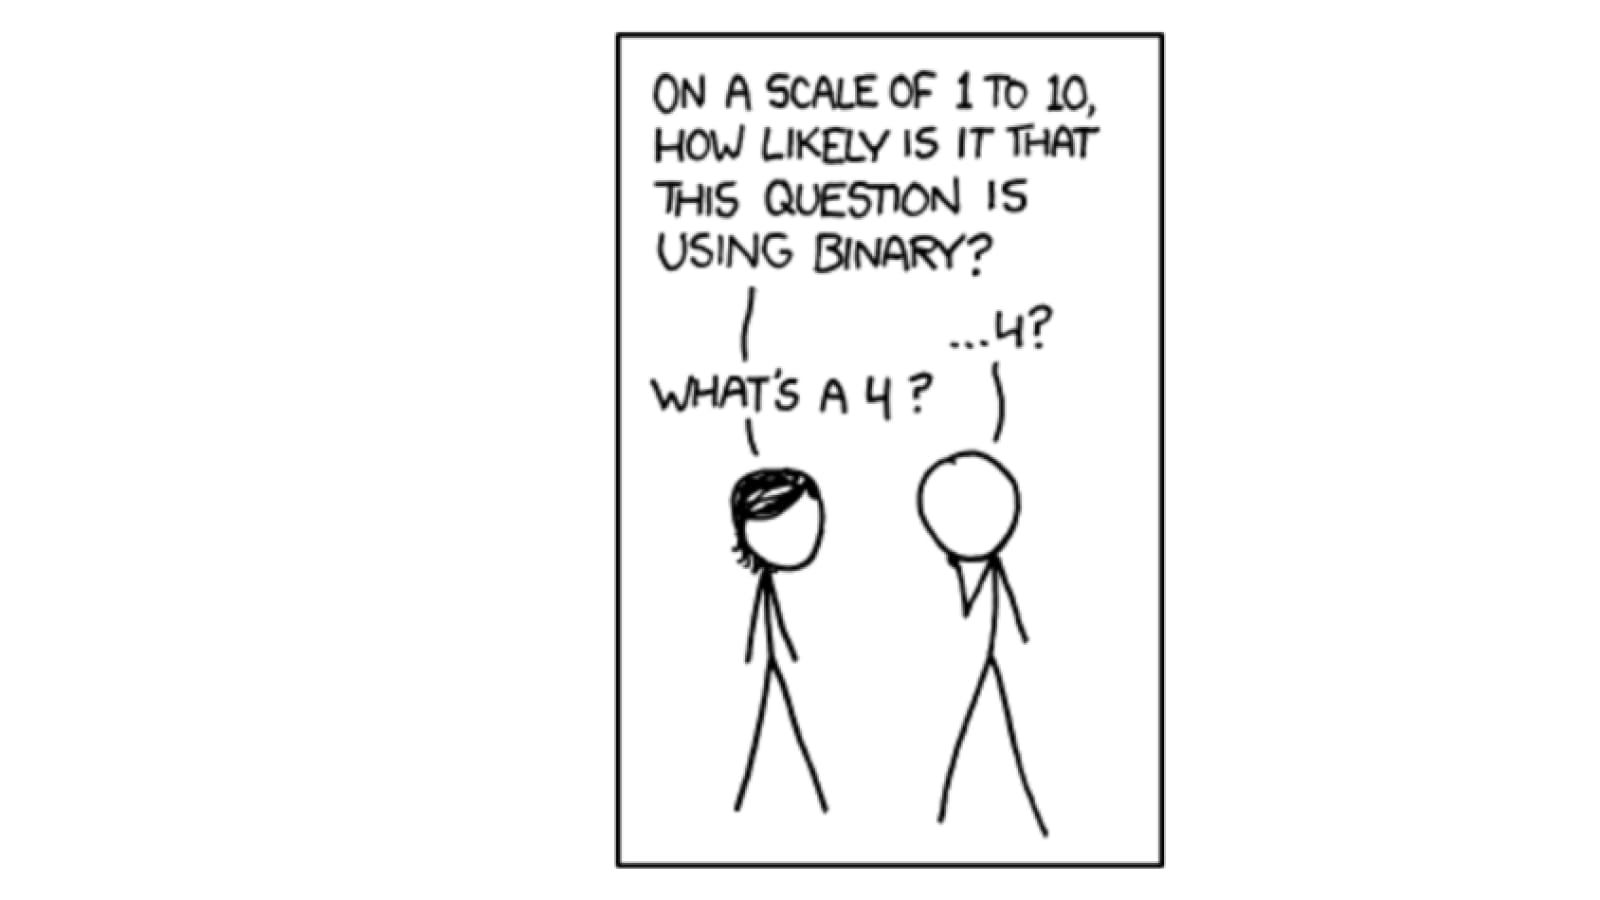 ON A SCALE OF 1 TO 10,
HOW LIKELY IS IT THAT
THIS QUESTION IS
USING BINARY?
...4?
WHAT'S A 4?